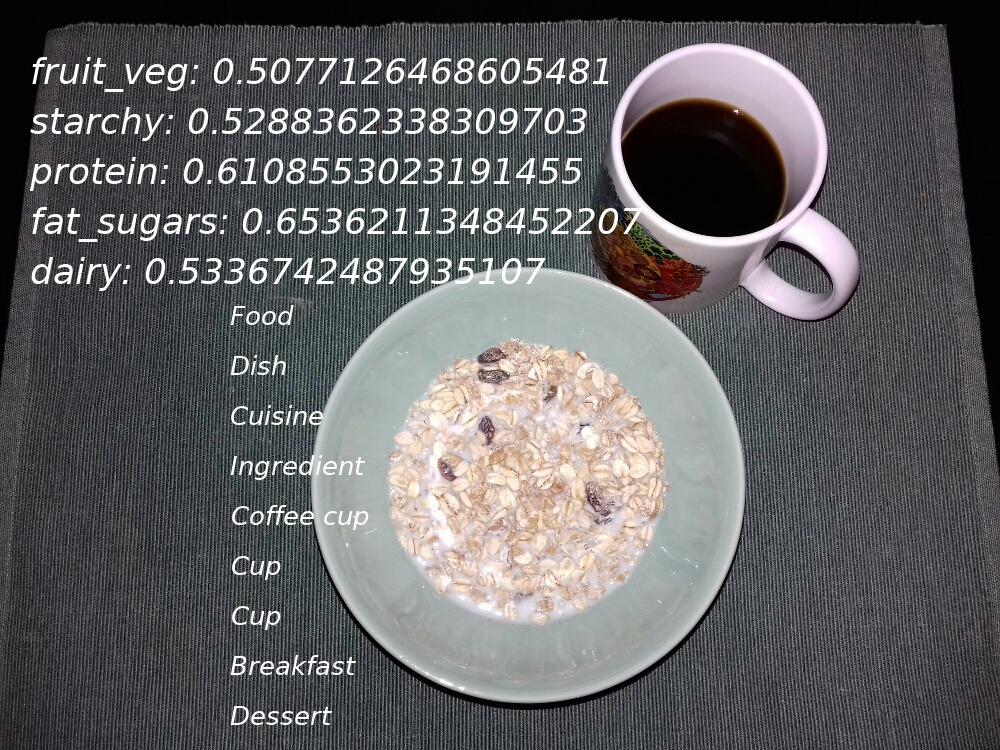 fruit_veg: 0.5077126468605481
starchy: 0.5288362338309703
protein: 0.6108553023191455
fat_sugars: 0.6536211348452207
dairy: 0.5336742487935107
Food
Dish
Cuisine
Ingredient
Coffee cup
Cup
Cup
Breakfast
Dessert